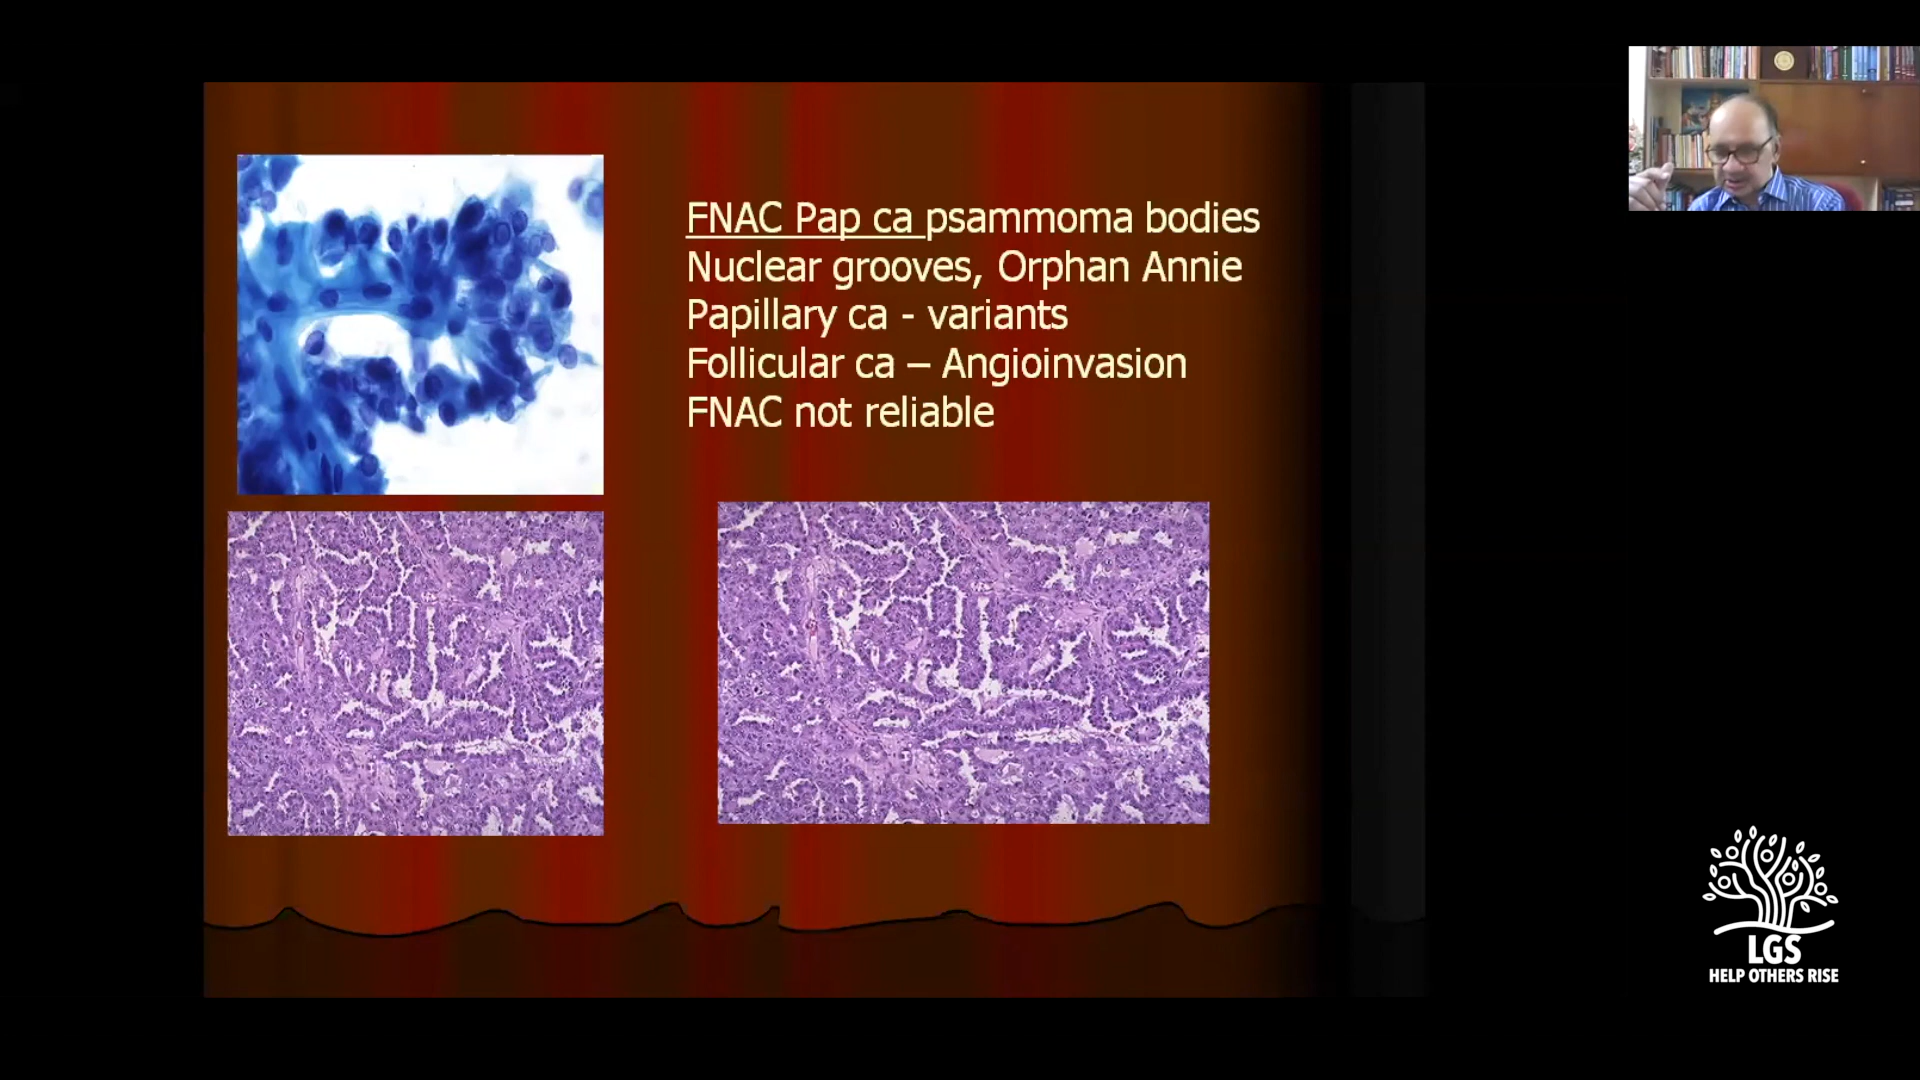 FNAC Pap ca psammoma bodies
Nuclear grooves, Orphan Annie
Papillary ca - variants
Follicular ca – Angioinvasion
FNAC not reliable
LGS
HELP OTHERS RISE